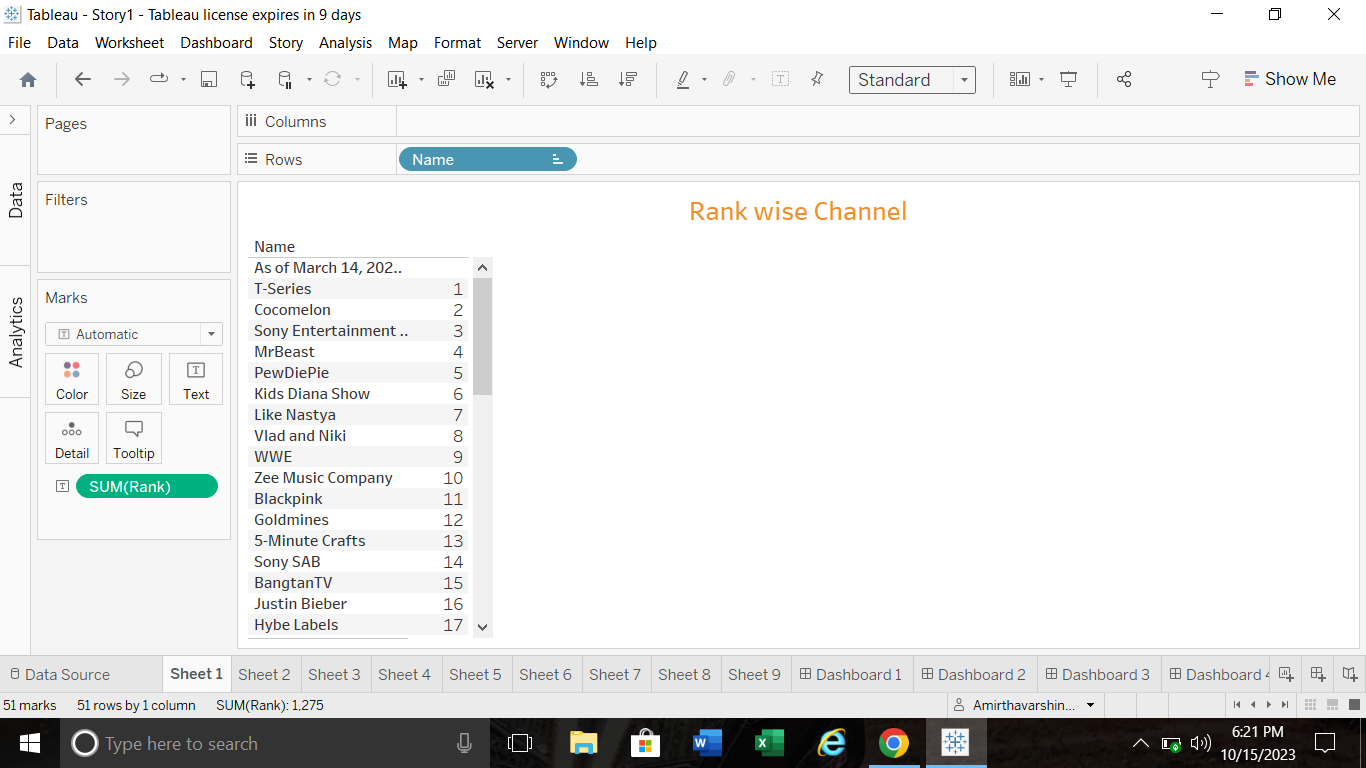 Tableau - Story1 - Tableau license expires in 9 days
File Data Worksheet Dashboard Story Analysis Map Format Server Window Help
Standard
Show Me
Data
Analytics
Pages
Filters
Marks
Automatic
Color Size Text
Detail Tooltip
SUM(Rank)
Columns
Rows Name
Rank wise Channel
Name
As of March 14, 202..
T-Series 1
Cocomelon 2
Sony Entertainment .. 3
MrBeast 4
PewDiePie 5
Kids Diana Show 6
Like Nastya 7
Vlad and Niki 8
WWE 9
Zee Music Company 10
Blackpink 11
Goldmines 12
5-Minute Crafts 13
Sony SAB 14
BangtanTV 15
Justin Bieber 16
Hybe Labels 17
Data Source Sheet 1 Sheet 2 Sheet 3 Sheet 4 Sheet 5 Sheet 6 Sheet 7 Sheet 8 Sheet 9 Dashboard 1 Dashboard 2 Dashboard 3 Dashboard 4
51 marks 51 rows by 1 column SUM(Rank): 1,275 Amirthavarshin...
Type here to search
6:21 PM
10/15/2023